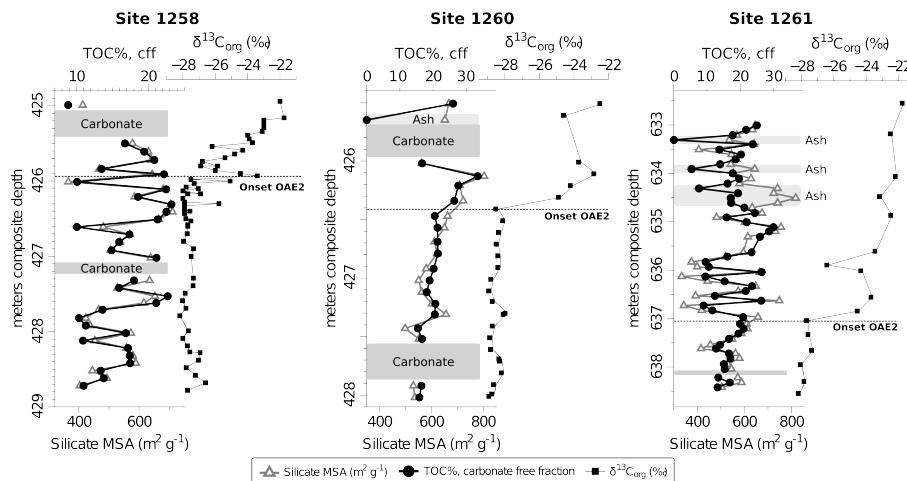 Site 1258
Site 1260
Site 1261
TOC%, cff
δ¹³Corg (‰)
10 20 −28 −26 −24 −22
TOC%, cff
δ¹³Corg (‰)
0 10 20 30 −28 −26 −24 −22
TOC%, cff
δ¹³Corg (‰)
0 10 20 30 −28 −26 −24 −22
meters composite depth
425
426
427
428
429
Carbonate
Onset OAE2
Carbonate
400 600
Silicate MSA (m² g⁻¹)
meters composite depth
426
427
428
Ash
Carbonate
Onset OAE2
Carbonate
400 600 800
Silicate MSA (m² g⁻¹)
meters composite depth
633
634
635
636
637
638
Ash
Ash
Ash
Onset OAE2
400 600 800
Silicate MSA (m² g⁻¹)
Silicate MSA (m² g⁻¹) TOC%, carbonate free fraction δ¹³Corg (‰)